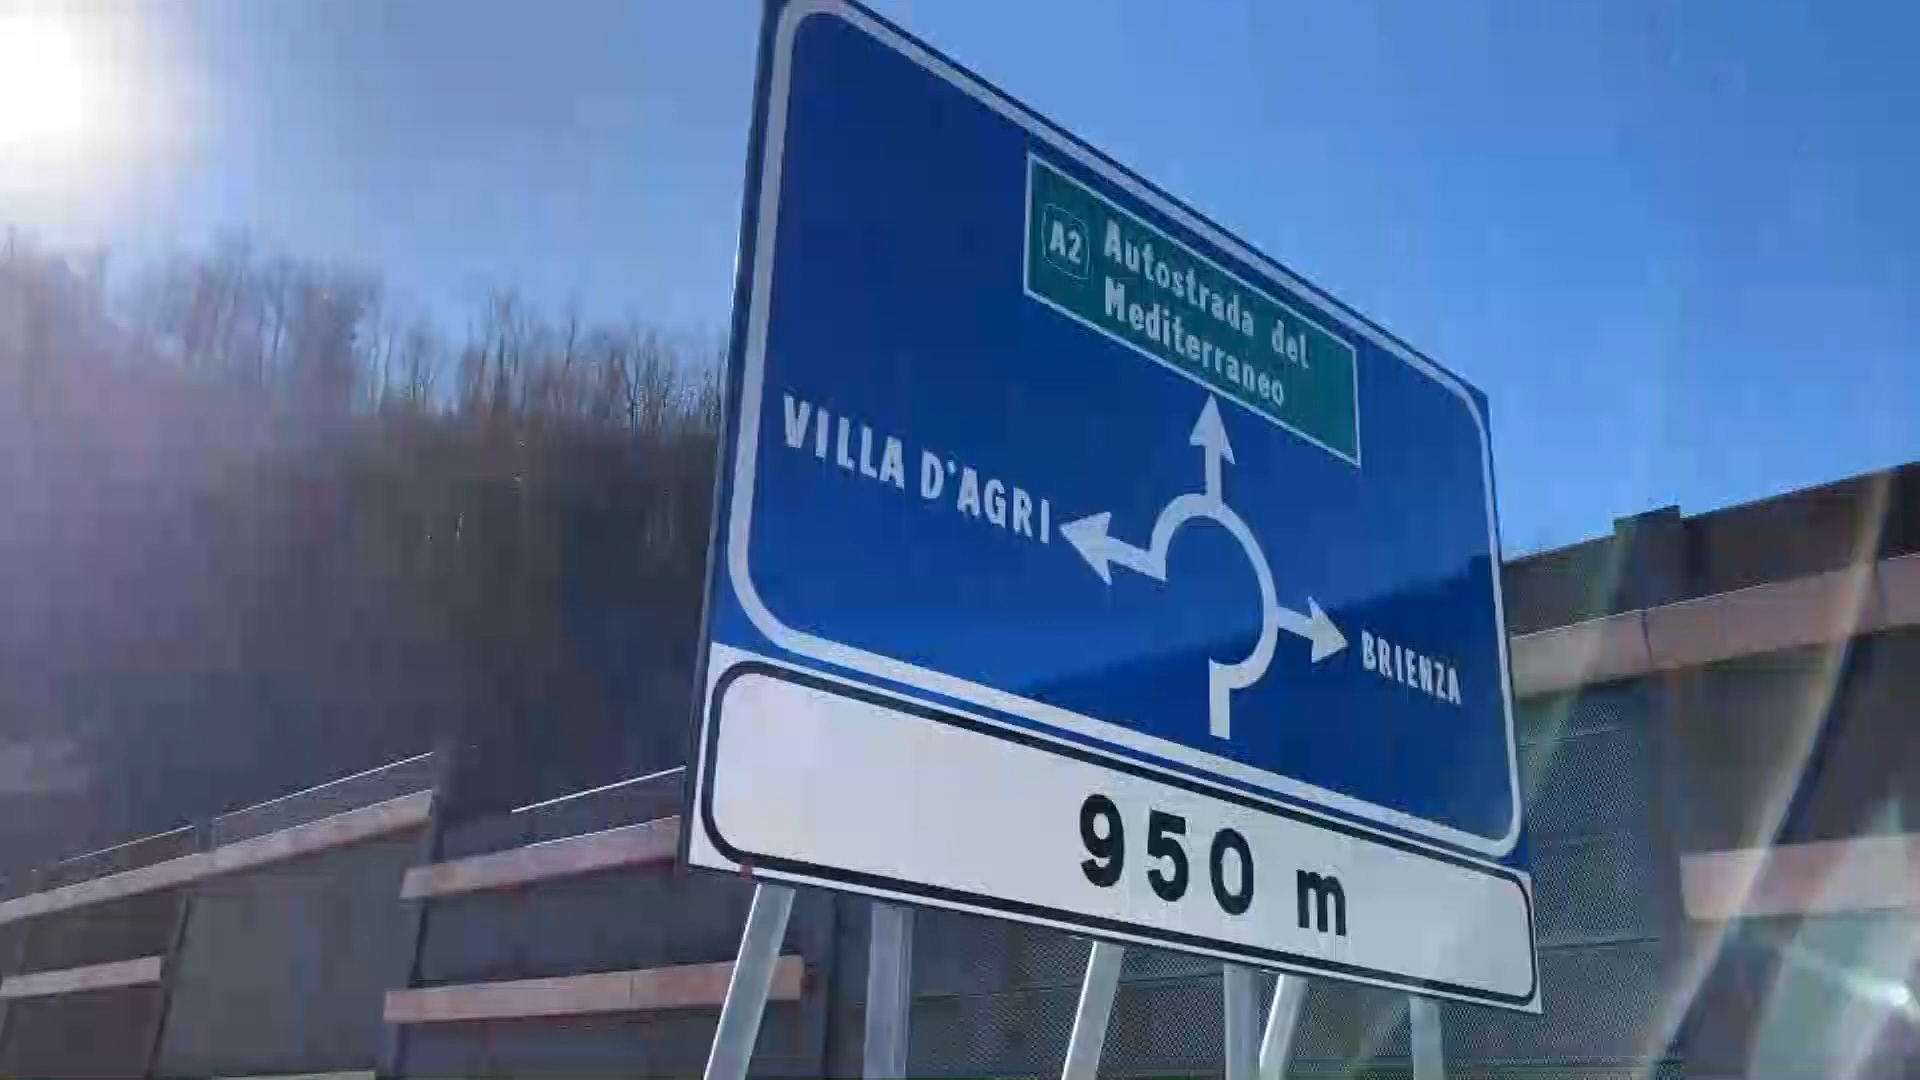 A2 Autostrada del
Mediterraneo
VILLA D'AGRI
BRIENZA
950 m